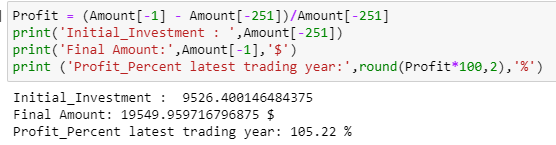 Profit = (Amount[-1] - Amount[-251])/Amount[-251]
print('Initial_Investment : ',Amount[-251])
print('Final Amount:',Amount[-1],'$')
print ('Profit_Percent latest trading year:',round(Profit*100,2),'%')
Initial_Investment :  9526.400146484375
Final Amount: 19549.959716796875 $
Profit_Percent latest trading year: 105.22 %